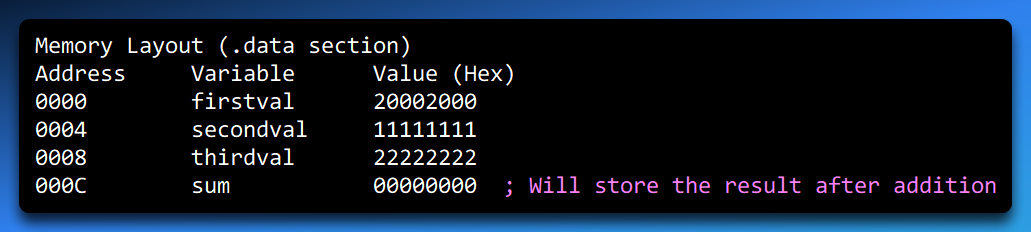 Memory Layout (.data section)
Address     Variable      Value (Hex)
0000        firstval      20002000
0004        secondval     11111111
0008        thirdval      22222222
000C        sum           00000000  ; Will store the result after addition